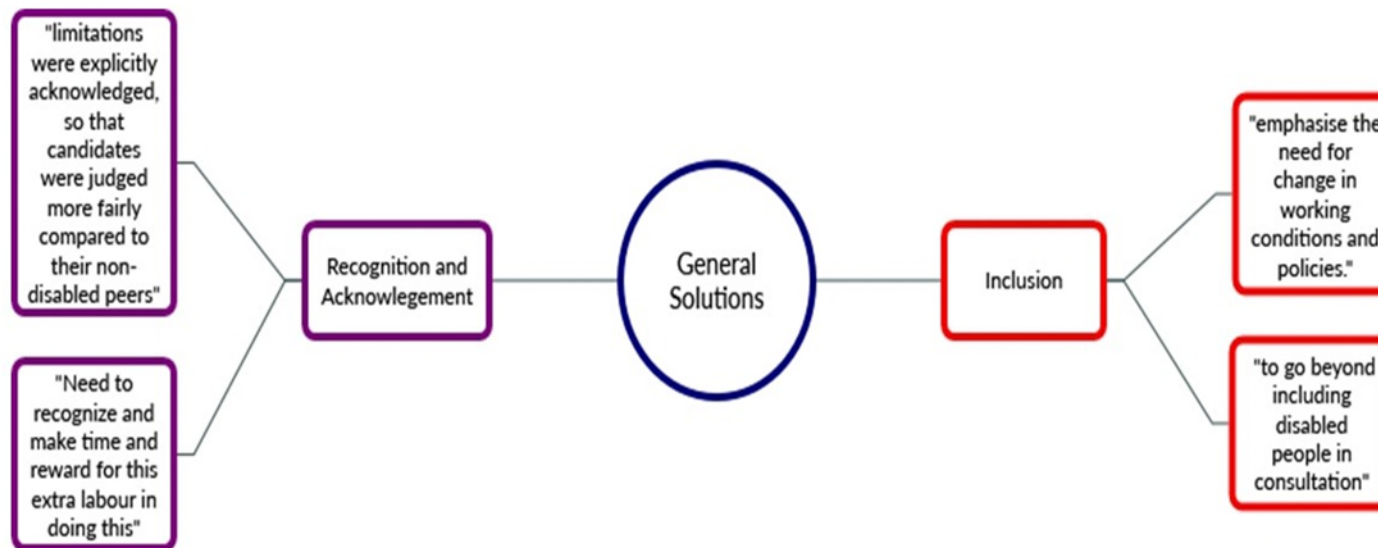 "limitations
were explicitly
acknowledged,
so that
candidates
were judged
more fairly
compared to
their non-
disabled peers"
"Need to
recognize and
make time and
reward for this
extra labour in
doing this"
Recognition and
Acknowlegement
General
Solutions
Inclusion
"emphasise the
need for
change in
working
conditions and
policies."
"to go beyond
including
disabled
people in
consultation"